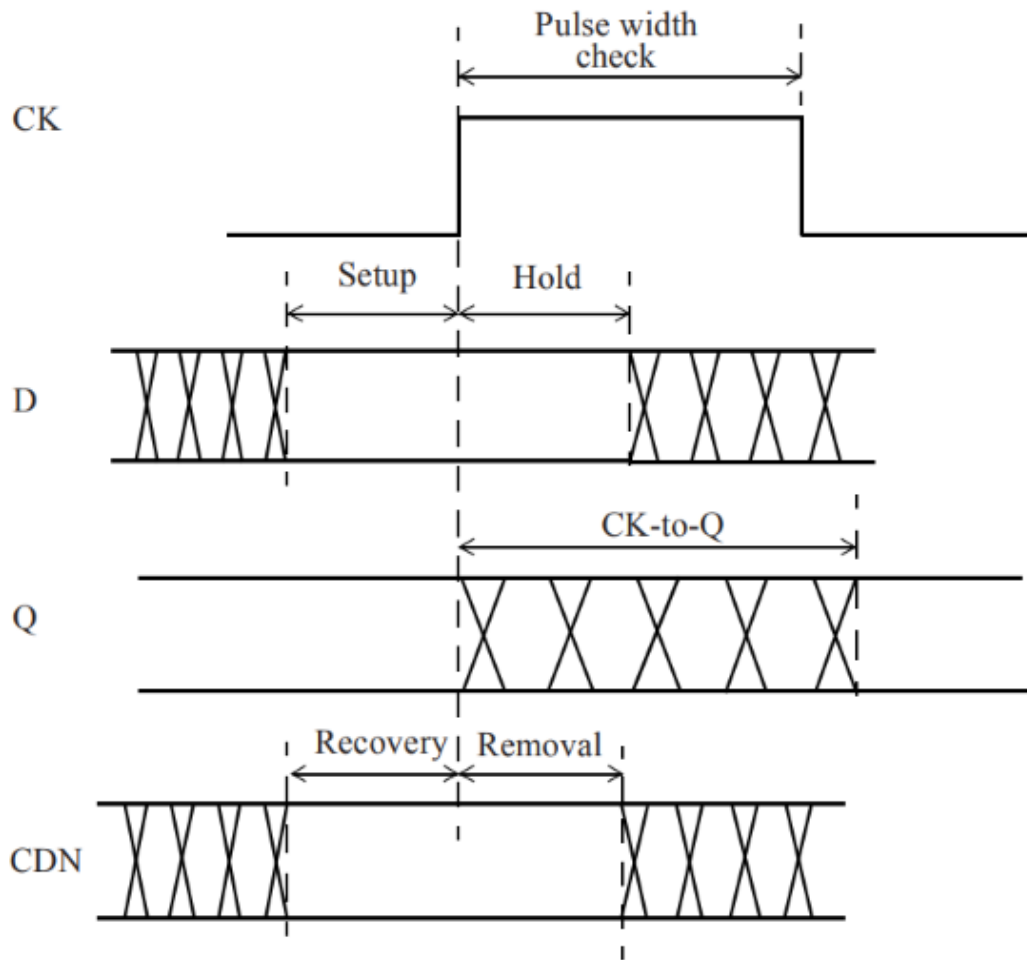 Pulse width
check
CK
Setup
Hold
D
CK-to-Q
Q
Recovery
Removal
CDN